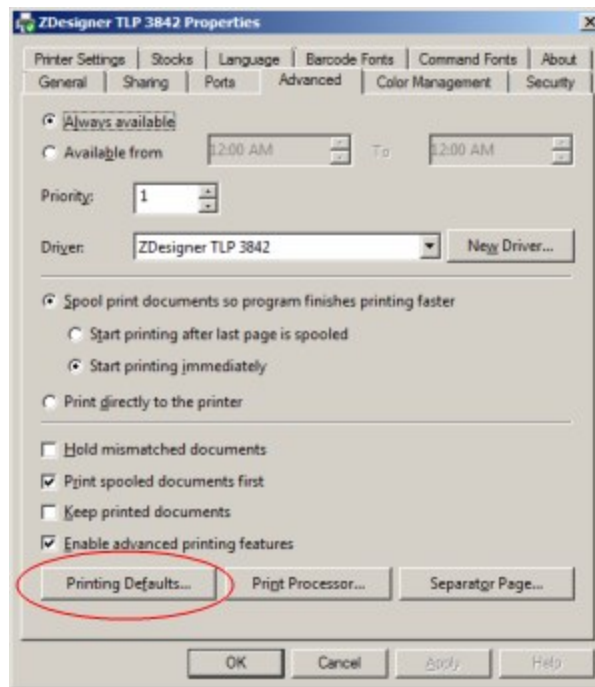 ZDesigner TLP 3842 Properties
Printer Settings Stocks Language Barcode Fonts Command Fonts About
General Sharing Ports Advanced Color Management Security
Always available
Available from 12:00 AM To 12:00 AM
Priority: 1
Driver: ZDesigner TLP 3842 New Driver...
Spool print documents so program finishes printing faster
Start printing after last page is spooled
Start printing immediately
Print directly to the printer
Hold mismatched documents
Print spooled documents first
Keep printed documents
Enable advanced printing features
Printing Defaults... Print Processor... Separator Page...
OK Cancel Apply Help